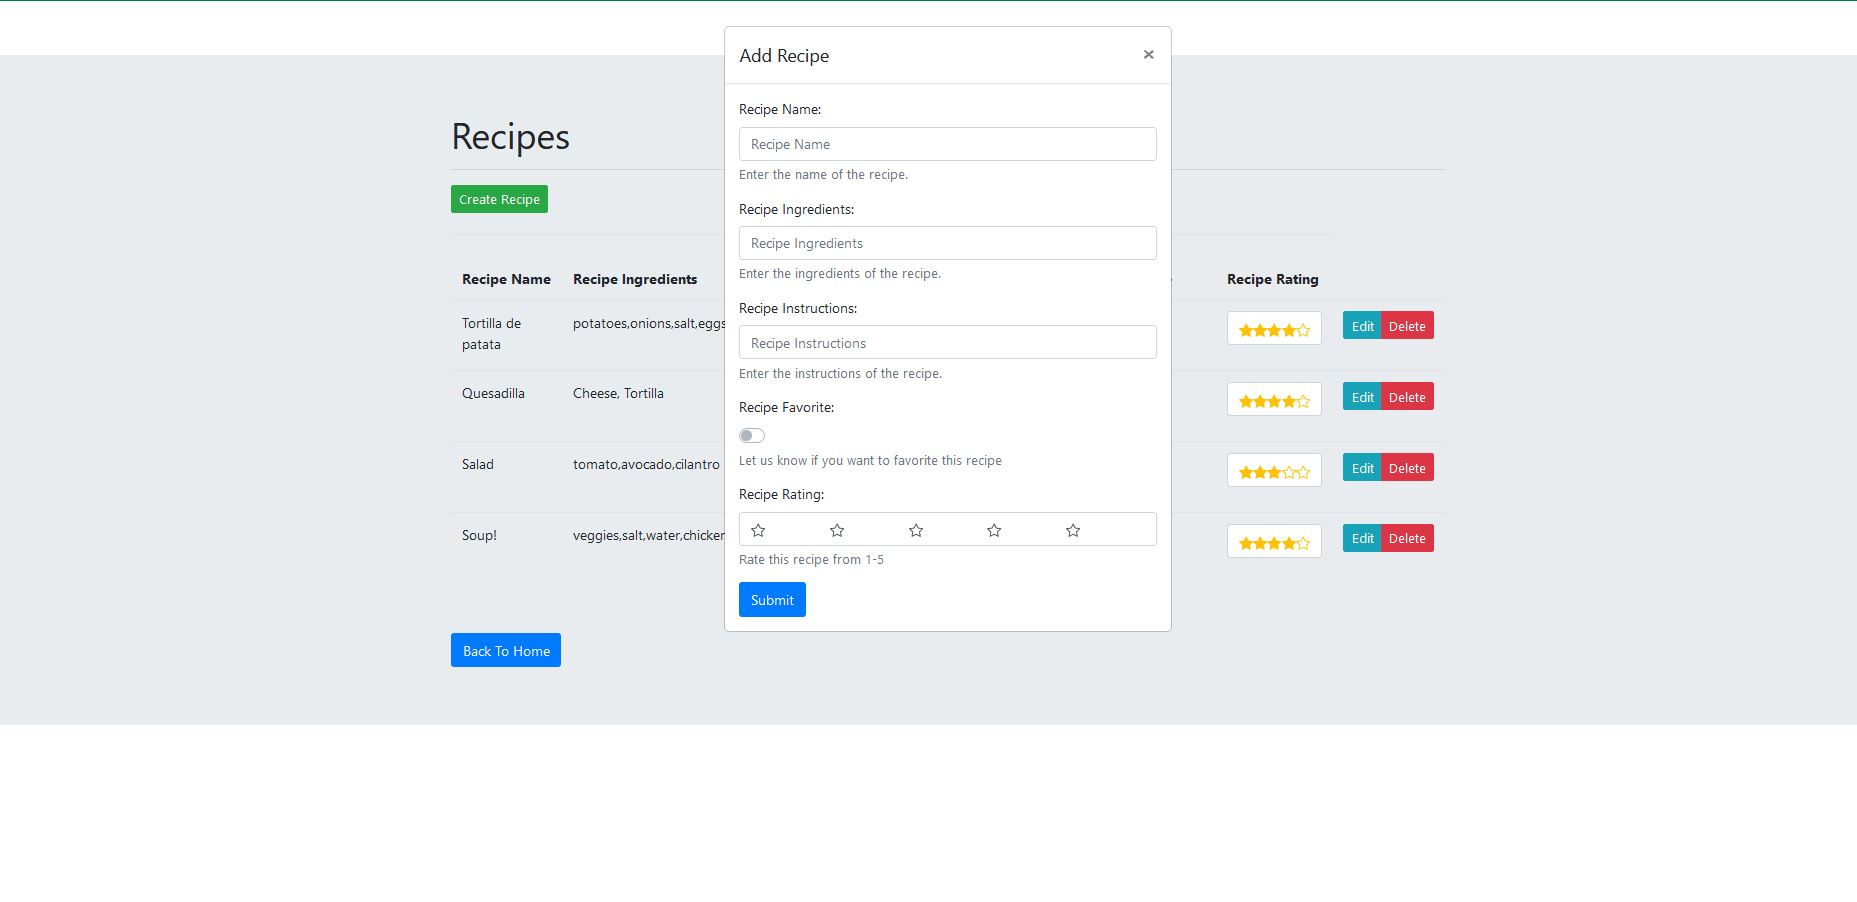 Add Recipe
×
Recipe Name:
Recipe Name
Enter the name of the recipe.
Recipe Ingredients:
Recipe Ingredients
Enter the ingredients of the recipe.
Recipe Instructions:
Recipe Instructions
Enter the instructions of the recipe.
Recipe Favorite:
Let us know if you want to favorite this recipe
Recipe Rating:
Rate this recipe from 1-5
Submit
Recipes
Create Recipe
Recipe Name Recipe Ingredients Recipe Rating
Tortilla de
patata
potatoes,onions,salt,eggs
Edit Delete
Quesadilla Cheese, Tortilla Edit Delete
Salad tomato,avocado,cilantro Edit Delete
Soup! veggies,salt,water,chicken Edit Delete
Back To Home